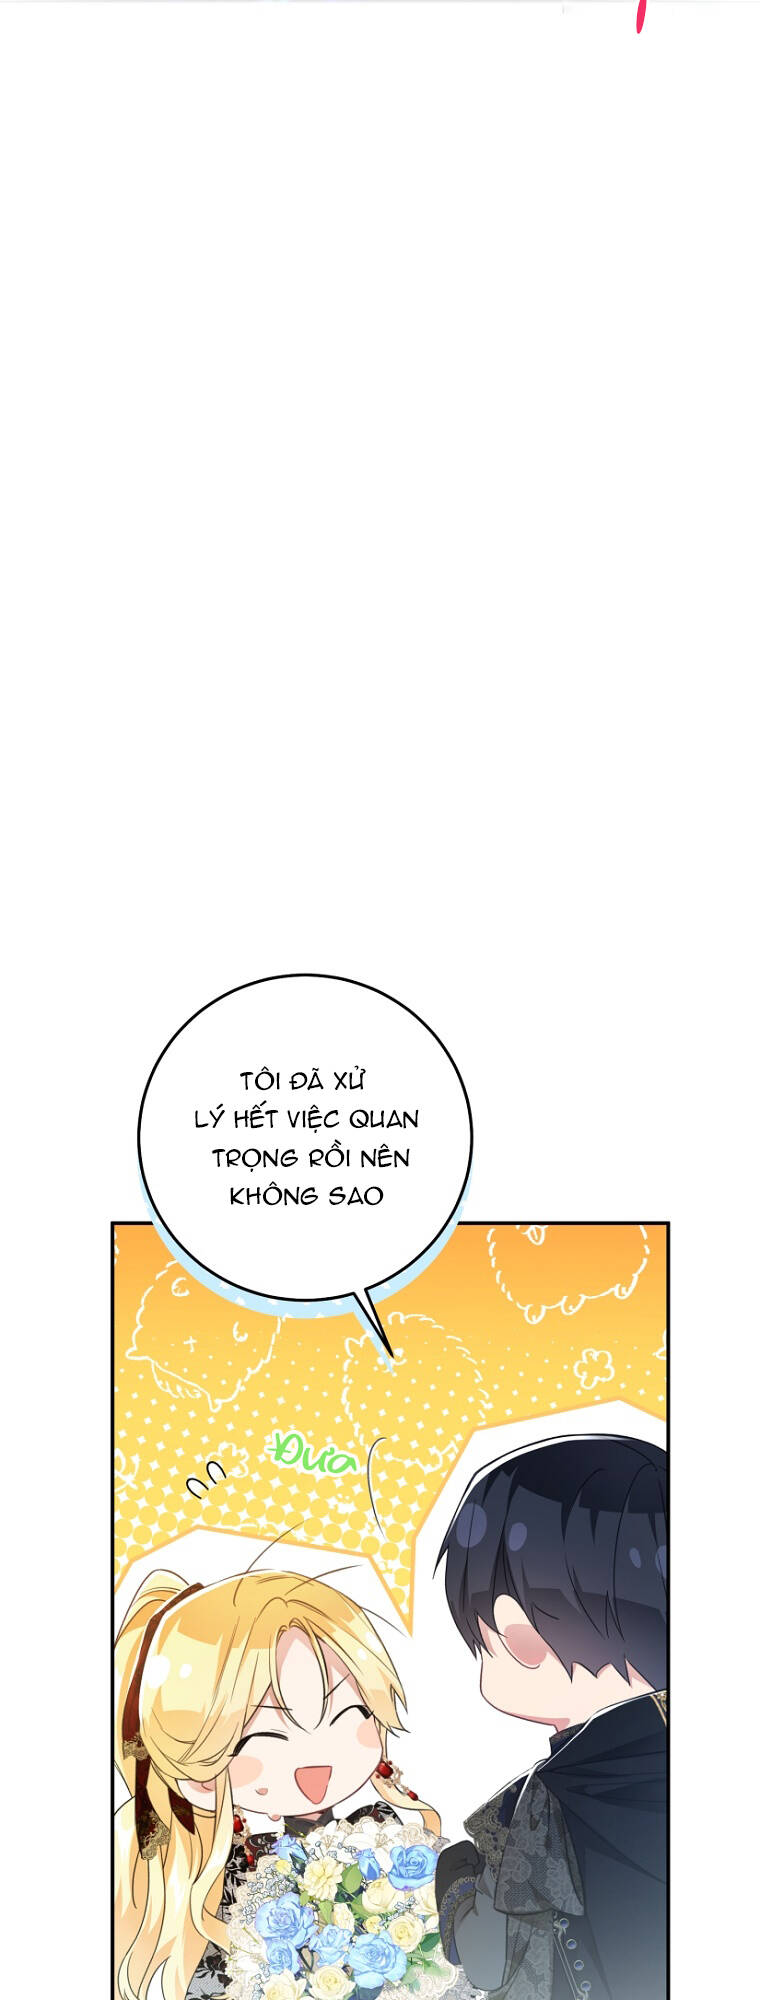 TÔI ĐÃ XỬ
LÝ HẾT VIỆC QUAN
TRỌNG RỒI NÊN
KHÔNG SAO
Đưa